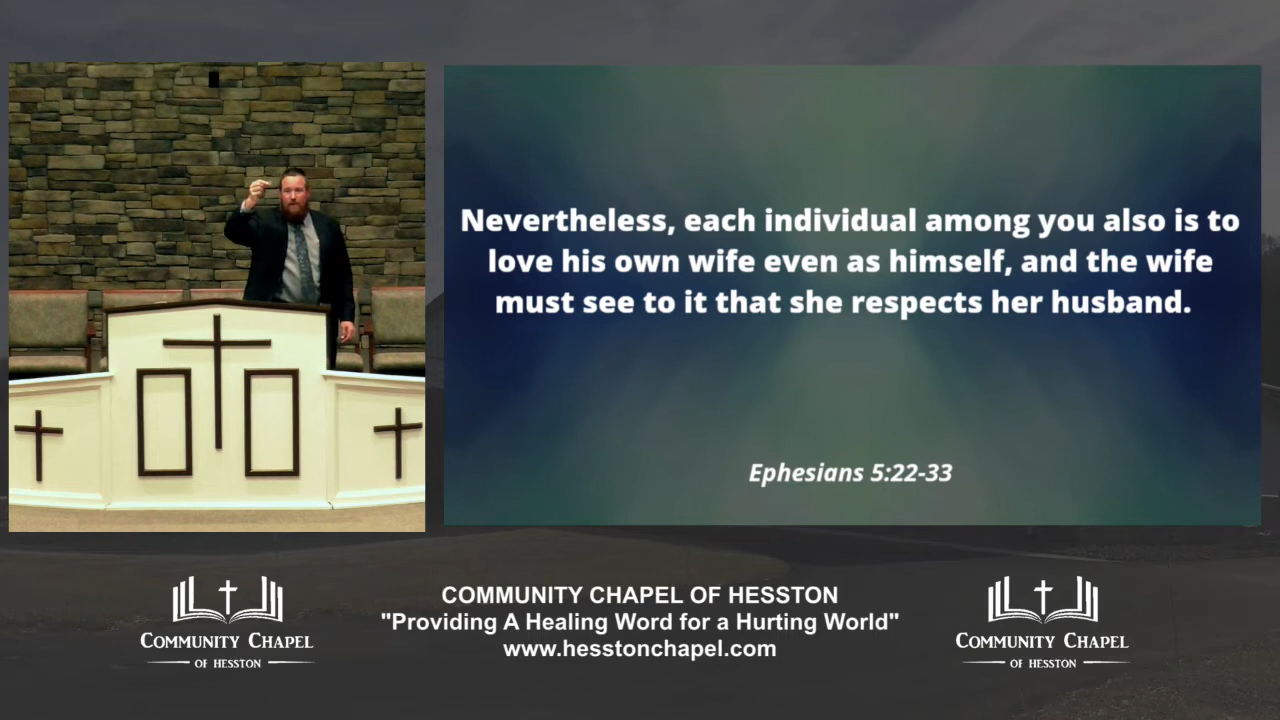 Nevertheless, each individual among you also is to
love his own wife even as himself, and the wife
must see to it that she respects her husband.
Ephesians 5:22-33
COMMUNITY CHAPEL
OF HESSTON
COMMUNITY CHAPEL OF HESSTON
"Providing A Healing Word for a Hurting World"
www.hesstonchapel.com
COMMUNITY CHAPEL
OF HESSTON